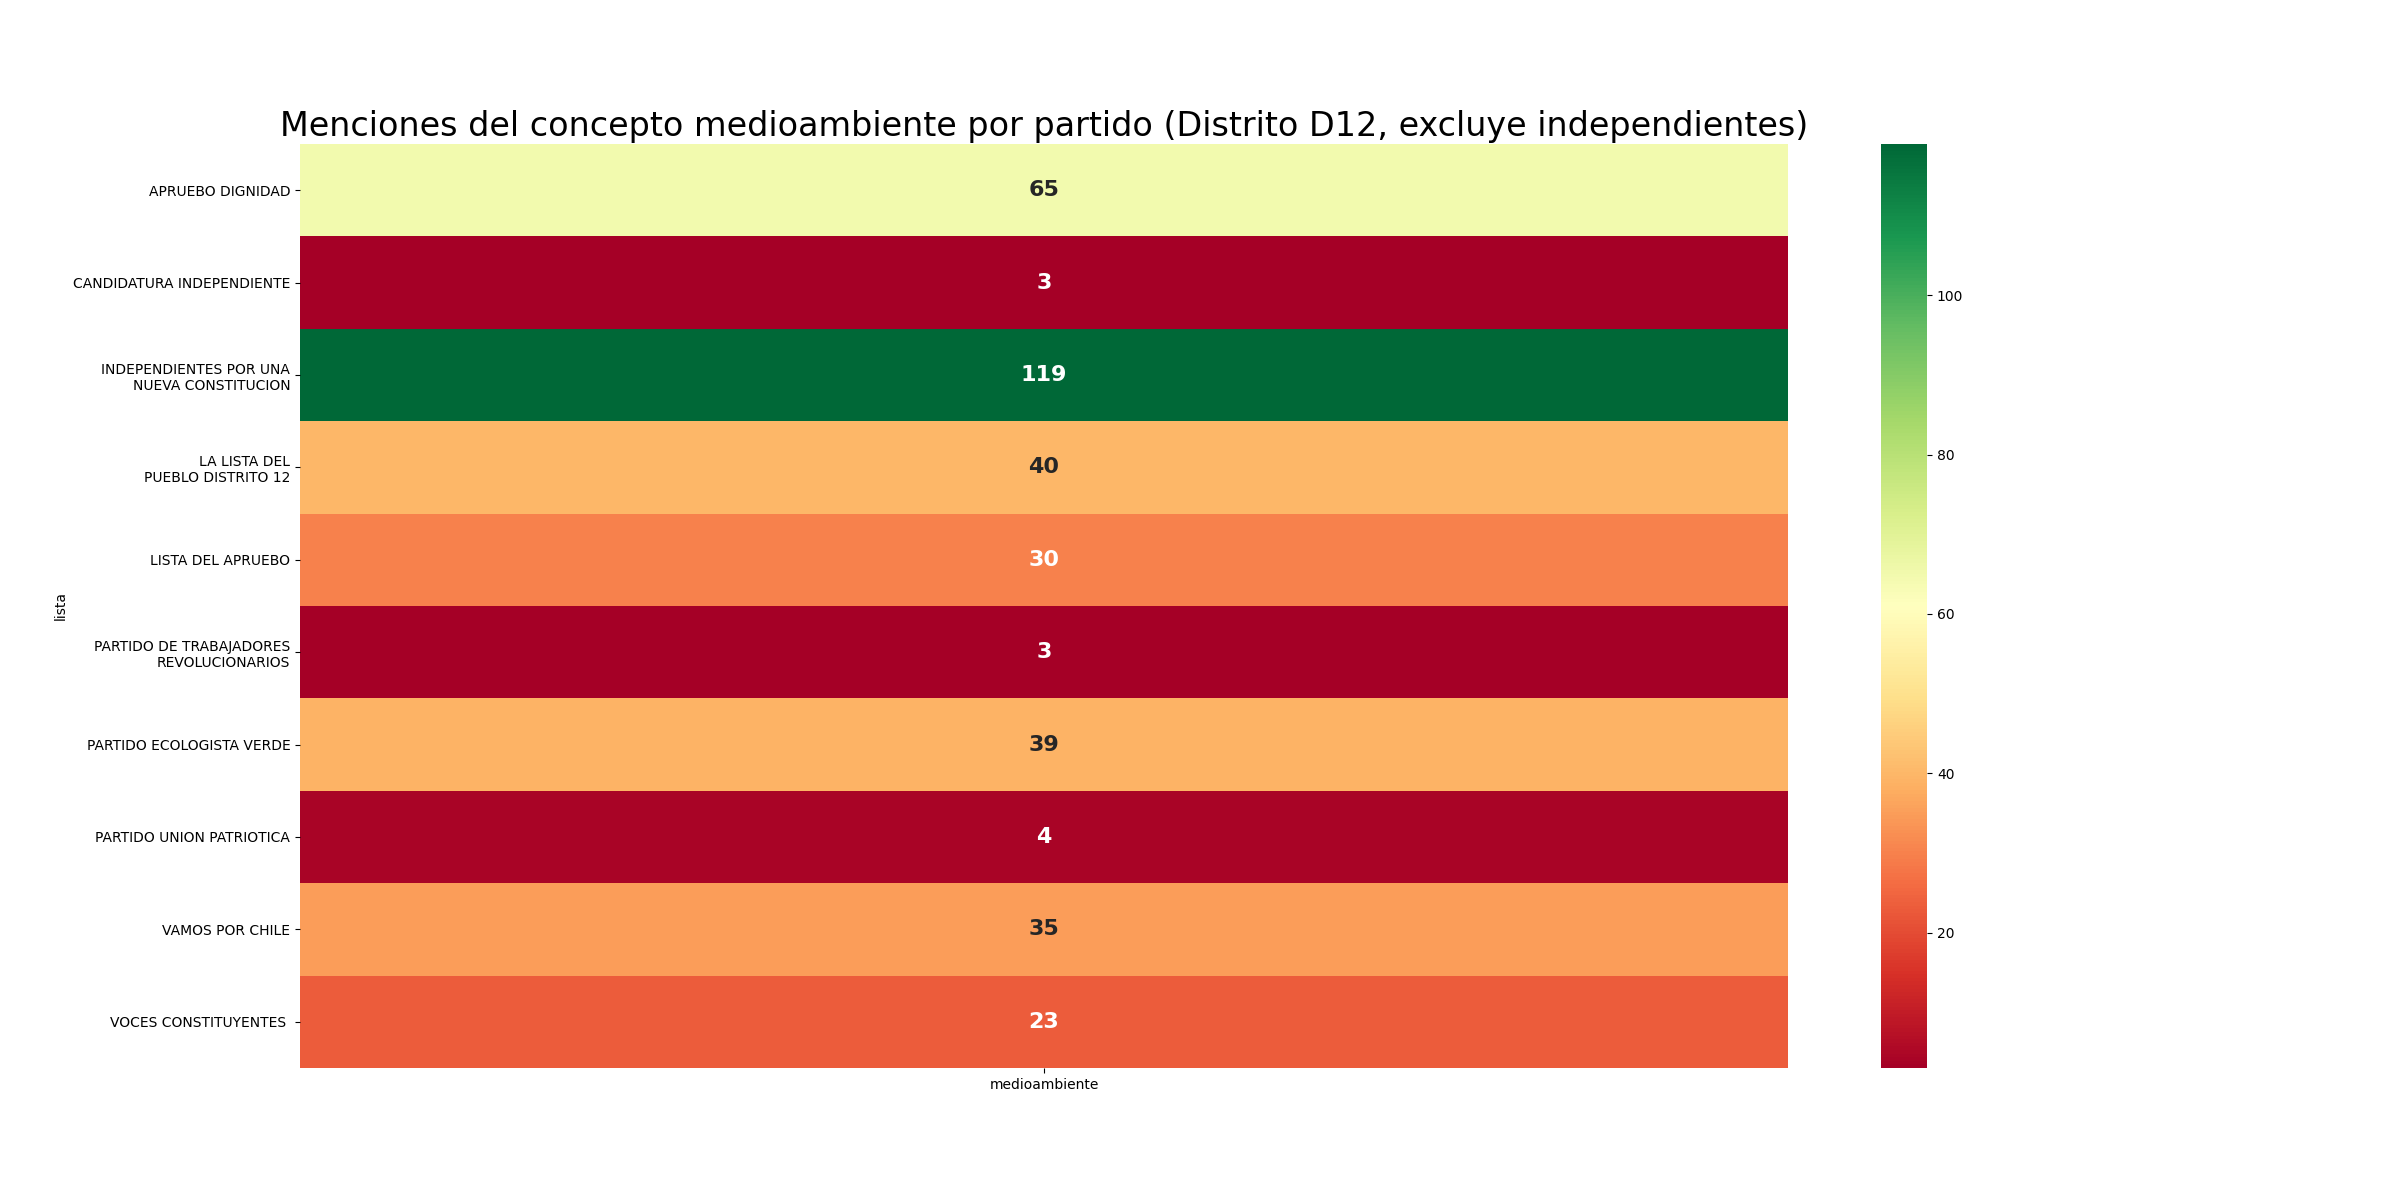 Menciones del concepto medioambiente por partido (Distrito D12, excluye independientes)
lista
APRUEBO DIGNIDAD
65
CANDIDATURA INDEPENDIENTE
3
INDEPENDIENTES POR UNA
NUEVA CONSTITUCION
119
LA LISTA DEL
PUEBLO DISTRITO 12
40
LISTA DEL APRUEBO
30
PARTIDO DE TRABAJADORES
REVOLUCIONARIOS
3
PARTIDO ECOLOGISTA VERDE
39
PARTIDO UNION PATRIOTICA
4
VAMOS POR CHILE
35
VOCES CONSTITUYENTES
23
medioambiente
100
80
60
40
20